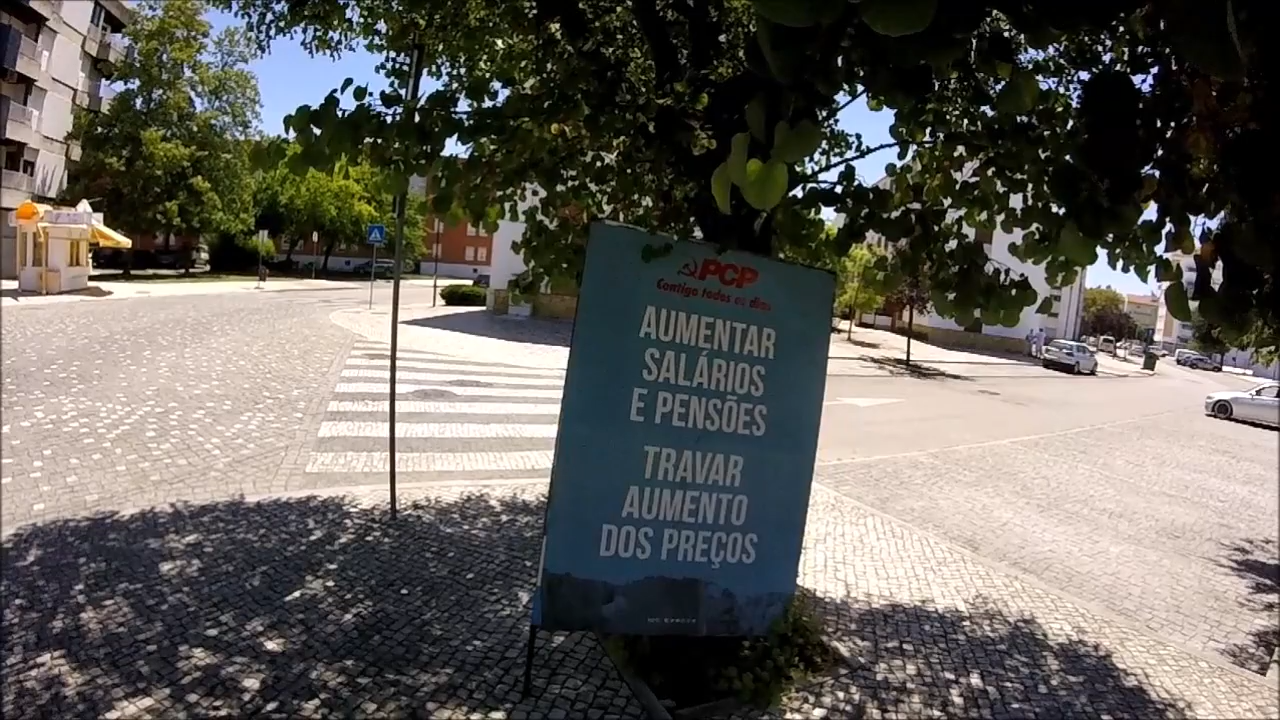 PCP
Contigo todos os dias
AUMENTAR
SALÁRIOS
E PENSÕES
TRAVAR
AUMENTO
DOS PREÇOS